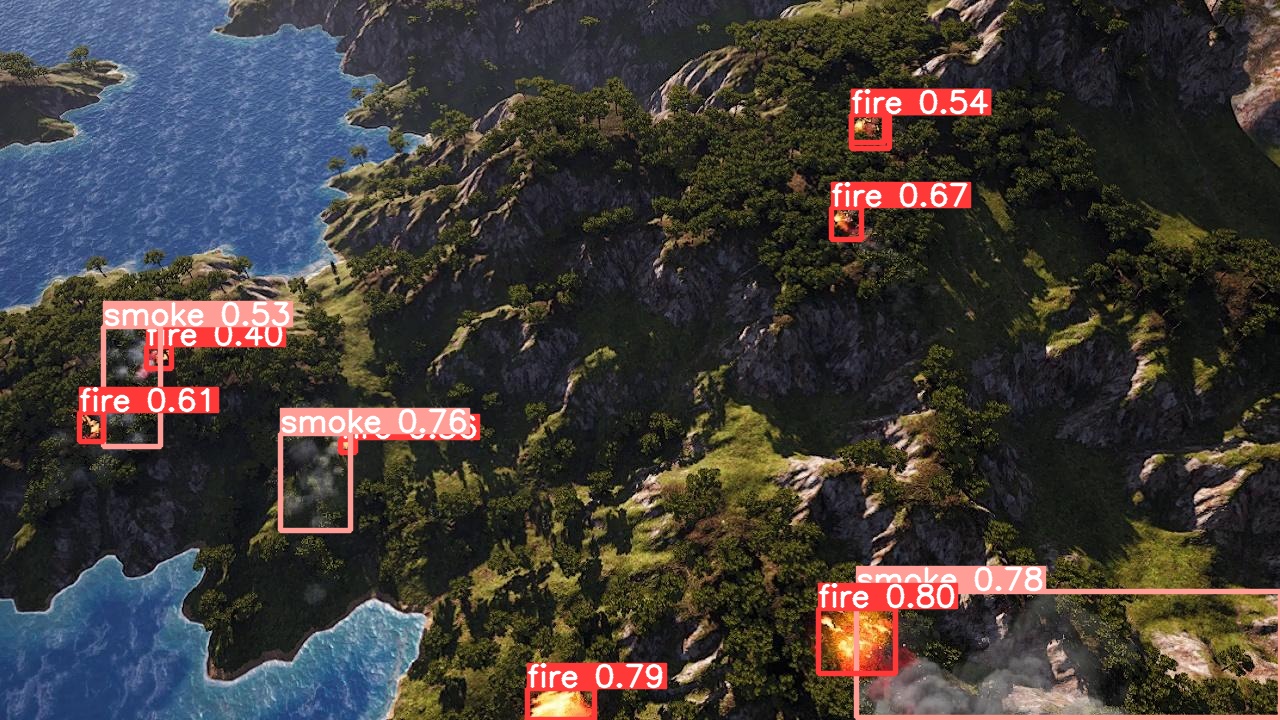 fire 0.54
fire 0.67
smoke 0.53
fire 0.40
fire 0.61
smoke 0.76
smoke 0.78
fire 0.80
fire 0.79